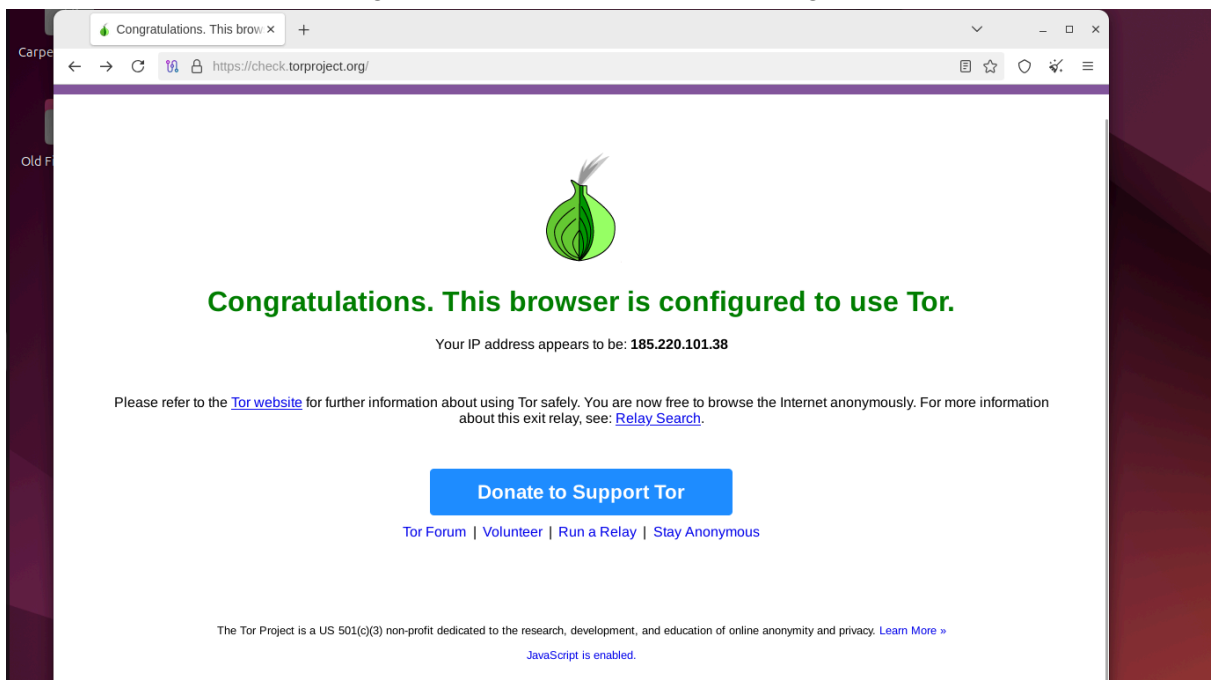 Congratulations. This brow
Carpe
https://check.torproject.org/
Old Fi
Congratulations. This browser is configured to use Tor.
Your IP address appears to be: 185.220.101.38
Please refer to the Tor website for further information about using Tor safely. You are now free to browse the Internet anonymously. For more information
about this exit relay, see: Relay Search.
Donate to Support Tor
Tor Forum | Volunteer | Run a Relay | Stay Anonymous
The Tor Project is a US 501(c)(3) non-profit dedicated to the research, development, and education of online anonymity and privacy. Learn More »
JavaScript is enabled.